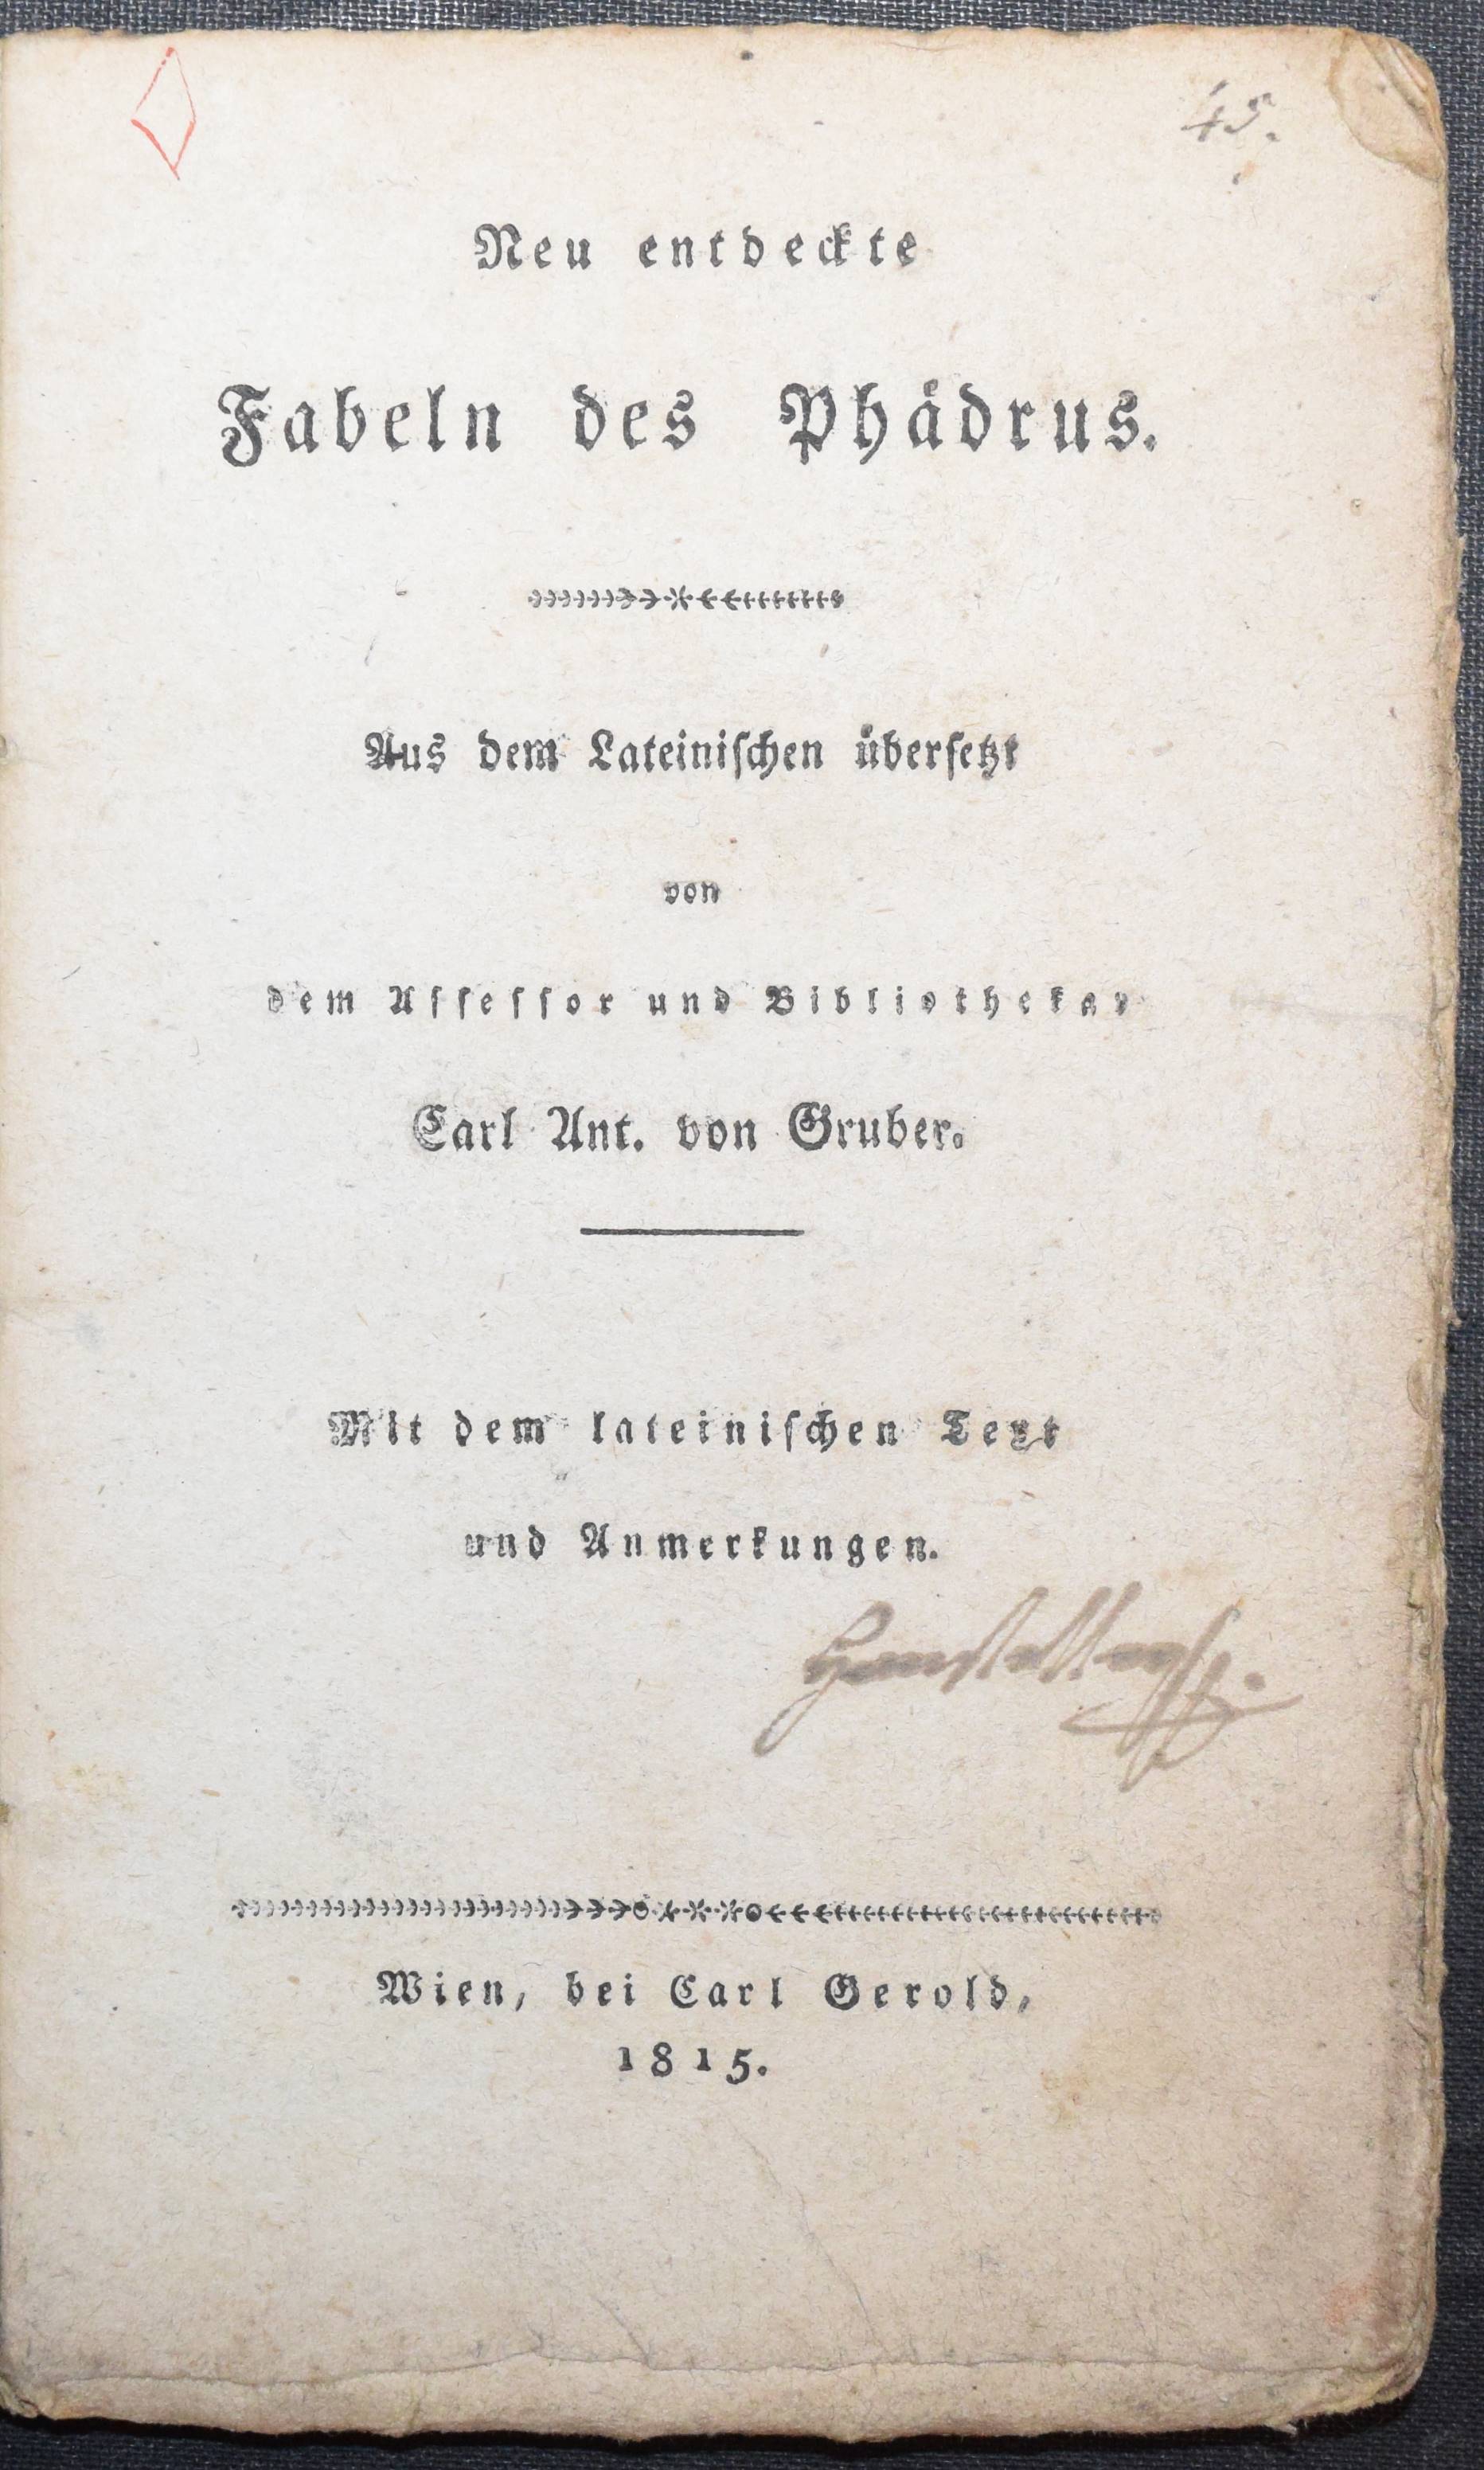 45.
Neu entdeckte
Fabeln des Phädrus.
Aus dem Lateiniſchen überſetzt
von
dem Aſſeſſor und Bibliothekar
Carl Ant. von Gruber.
Mit dem lateiniſchen Text
und Anmerkungen.
Wien, bei Carl Gerold,
1815.